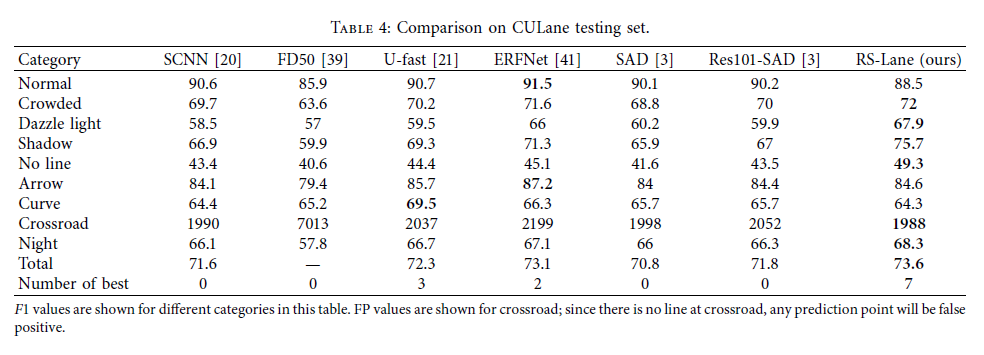 TABLE 4: Comparison on CULane testing set.
Category SCNN [20] FD50 [39] U-fast [21] ERFNet [41] SAD [3] Res101-SAD [3] RS-Lane (ours)
Normal 90.6 85.9 90.7 91.5 90.1 90.2 88.5
Crowded 69.7 63.6 70.2 71.6 68.8 70 72
Dazzle light 58.5 57 59.5 66 60.2 59.9 67.9
Shadow 66.9 59.9 69.3 71.3 65.9 67 75.7
No line 43.4 40.6 44.4 45.1 41.6 43.5 49.3
Arrow 84.1 79.4 85.7 87.2 84 84.4 84.6
Curve 64.4 65.2 69.5 66.3 65.7 65.7 64.3
Crossroad 1990 7013 2037 2199 1998 2052 1988
Night 66.1 57.8 66.7 67.1 66 66.3 68.3
Total 71.6 — 72.3 73.1 70.8 71.8 73.6
Number of best 0 0 3 2 0 0 7
F1 values are shown for different categories in this table. FP values are shown for crossroad; since there is no line at crossroad, any prediction point will be false
positive.